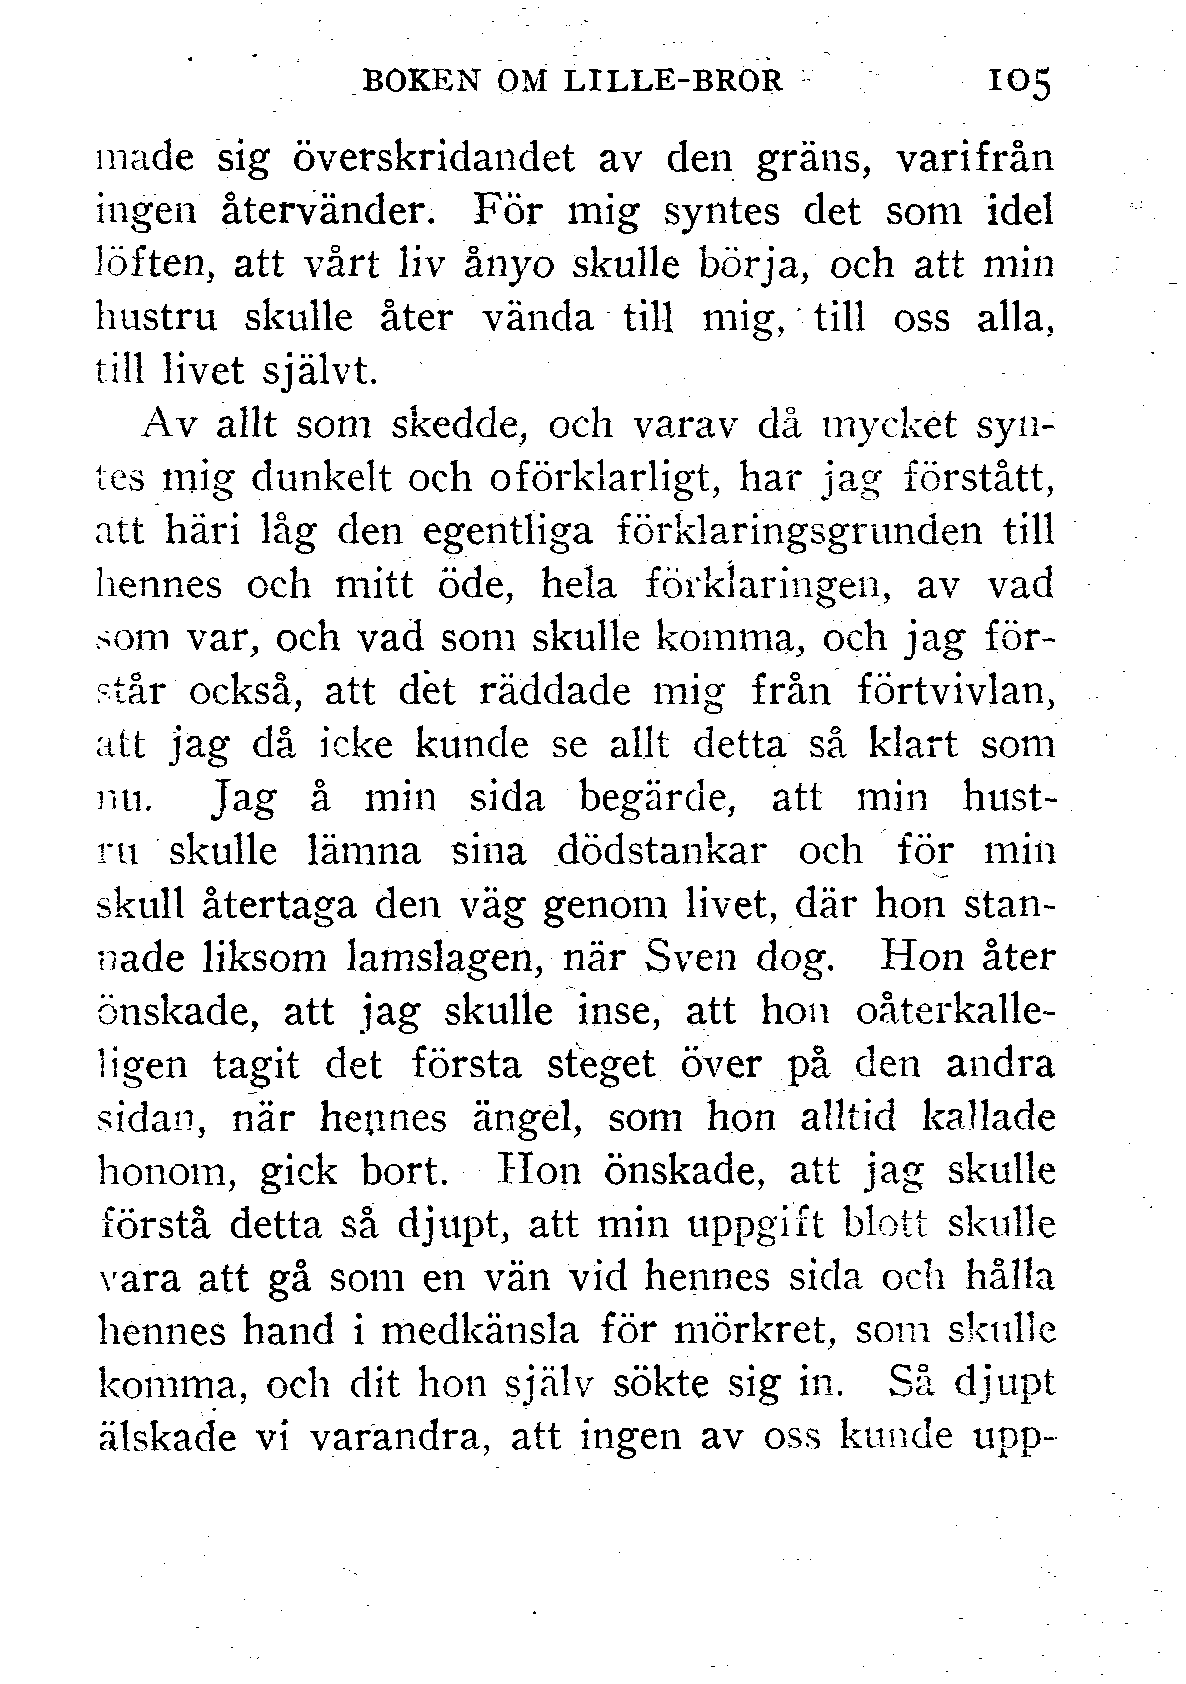 BOKEN OM LILLE-BROR 105
made sig överskridandet av den gräns, varifrån
ingen återvänder. För mig syntes det som idel
löften, att vårt liv ånyo skulle börja, och att min
hustru skulle åter vända till mig, till oss alla,
till livet självt.
Av allt som skedde, och varav då mycket syn-
tes mig dunkelt och oförklarligt, har jag förstått,
att häri låg den egentliga förklaringsgrunden till
hennes och mitt öde, hela förklaringen, av vad
som var, och vad som skulle komma, och jag för-
står också, att det räddade mig från förtvivlan,
att jag då icke kunde se allt detta så klart som
nu. Jag å min sida begärde, att min hust-
ru skulle lämna sina dödstankar och för min
skull återtaga den väg genom livet, där hon stan-
nade liksom lamslagen, när Sven dog. Hon åter
önskade, att jag skulle inse, att hon oåterkalle-
ligen tagit det första steget över på den andra
sidan, när hennes ängel, som hon alltid kallade
honom, gick bort. Hon önskade, att jag skulle
förstå detta så djupt, att min uppgift blott skulle
vara att gå som en vän vid hennes sida och hålla
hennes hand i medkänsla för mörkret, som skulle
komma, och dit hon själv sökte sig in. Så djupt
älskade vi varandra, att ingen av oss kunde upp-